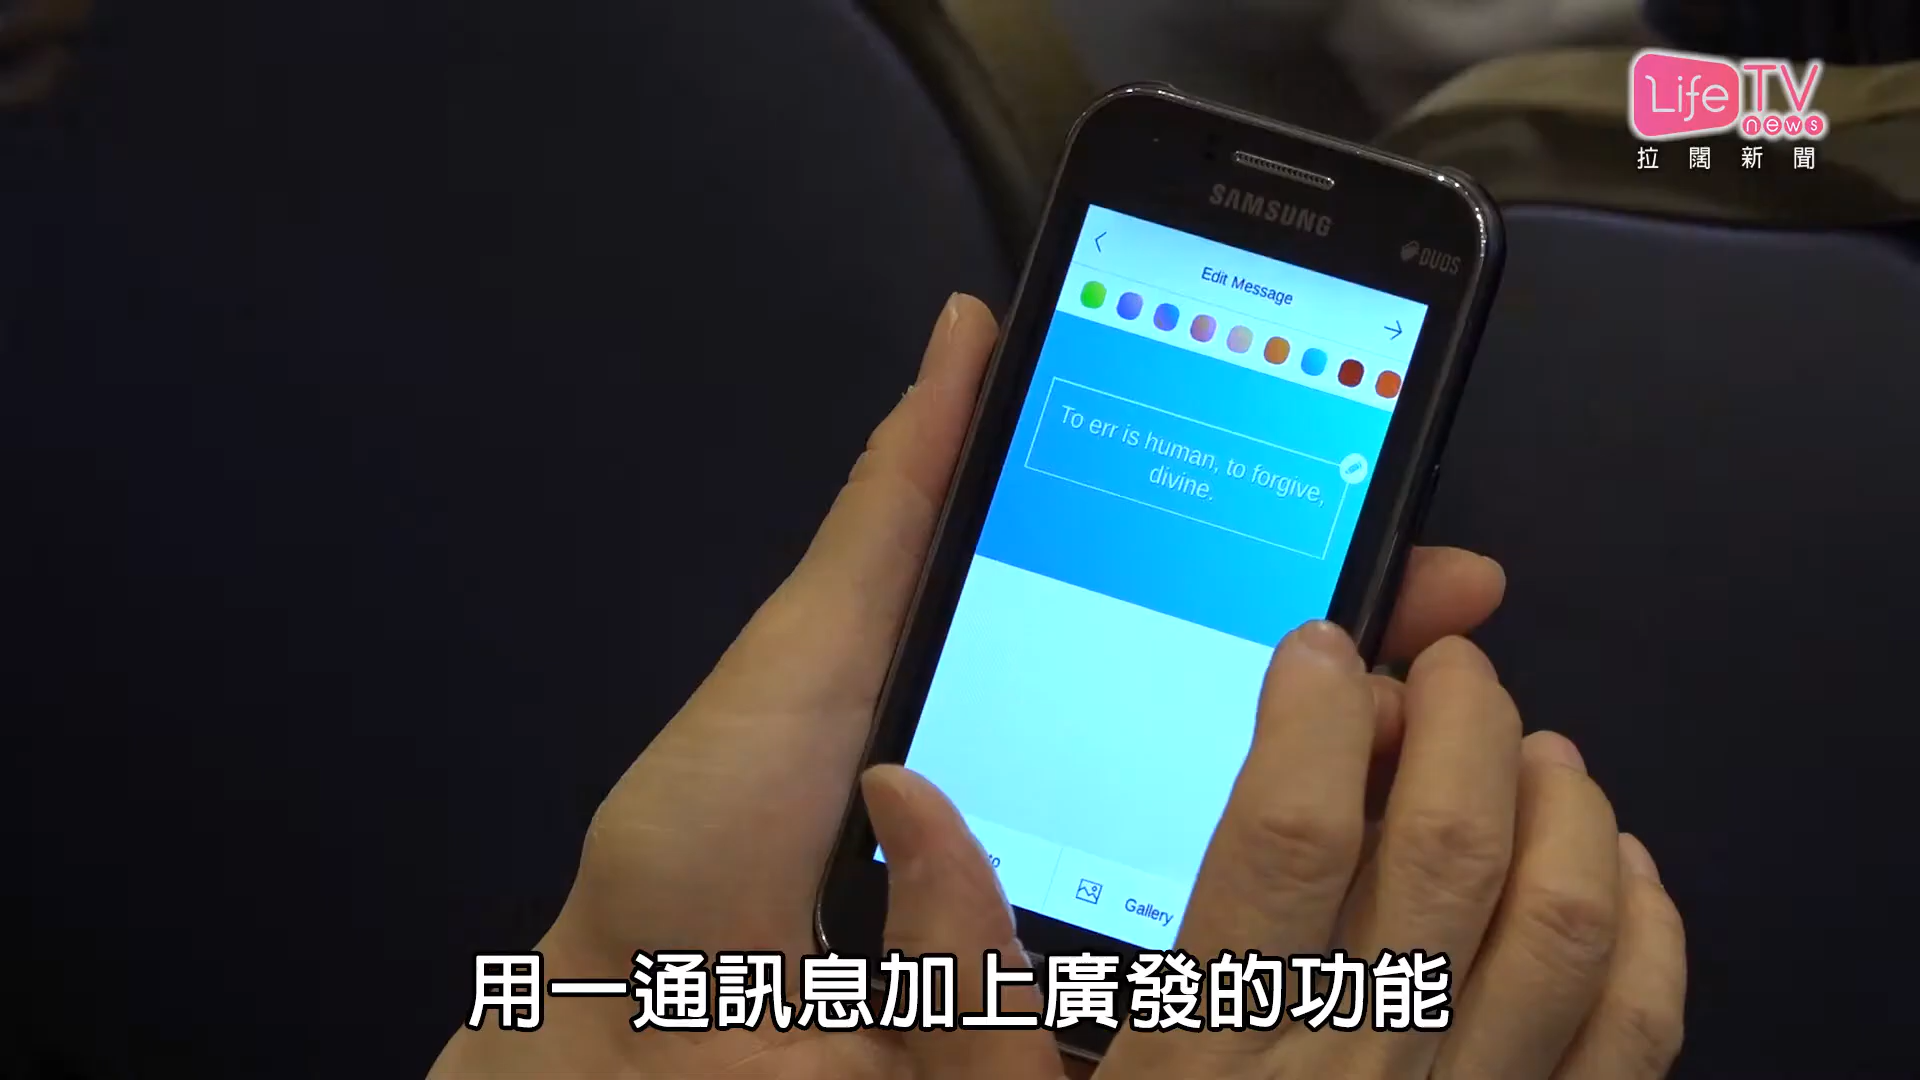 Life TV
news
拉闊新聞
SAMSUNG
DUOS
Edit Message
To err is human, to forgive,
divine.
Gallery
用一通訊息加上廣發的功能